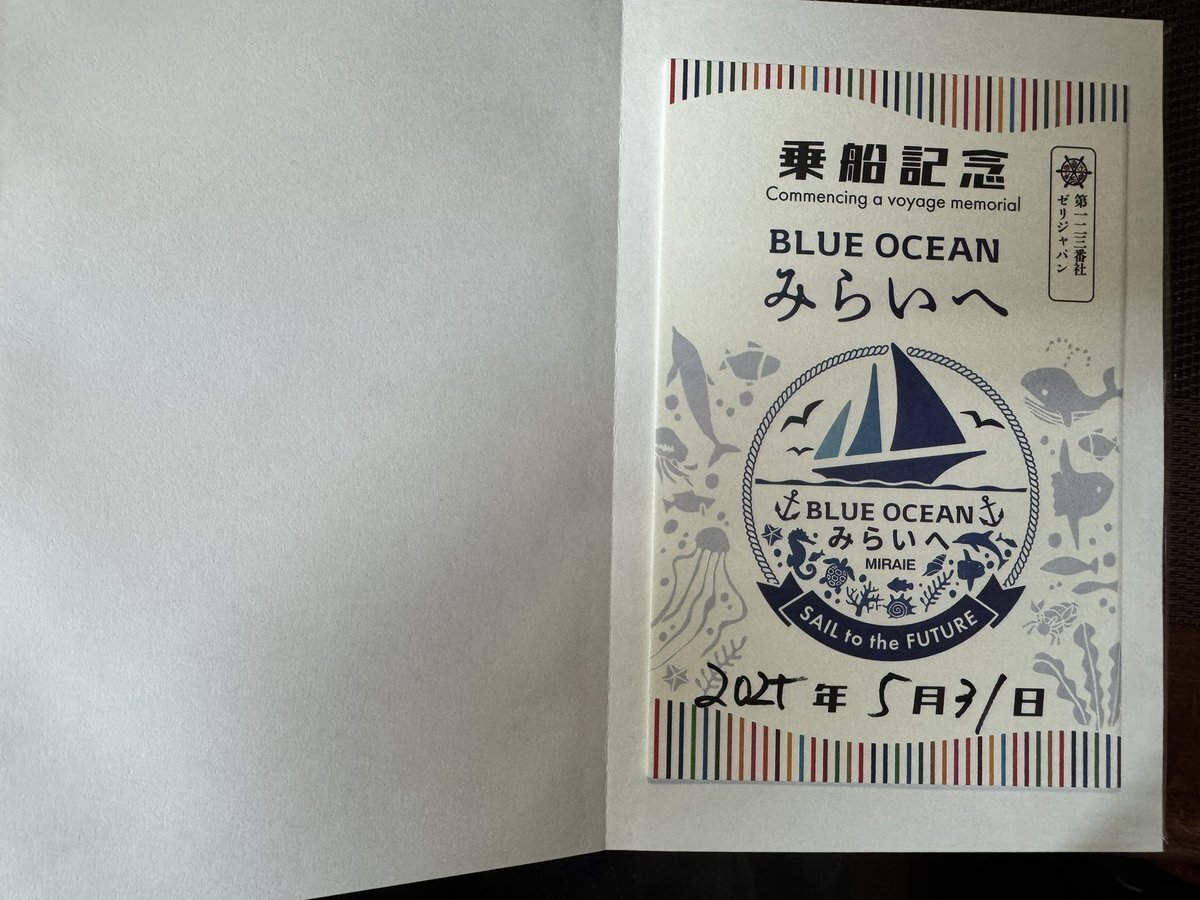 乗船記念
Commencing a voyage memorial
第一二三番社
ゼリジャパン
BLUE OCEAN
みらいへ
BLUE OCEAN
みらいへ
MIRAIE
SAIL to the FUTURE
2025年5月31日